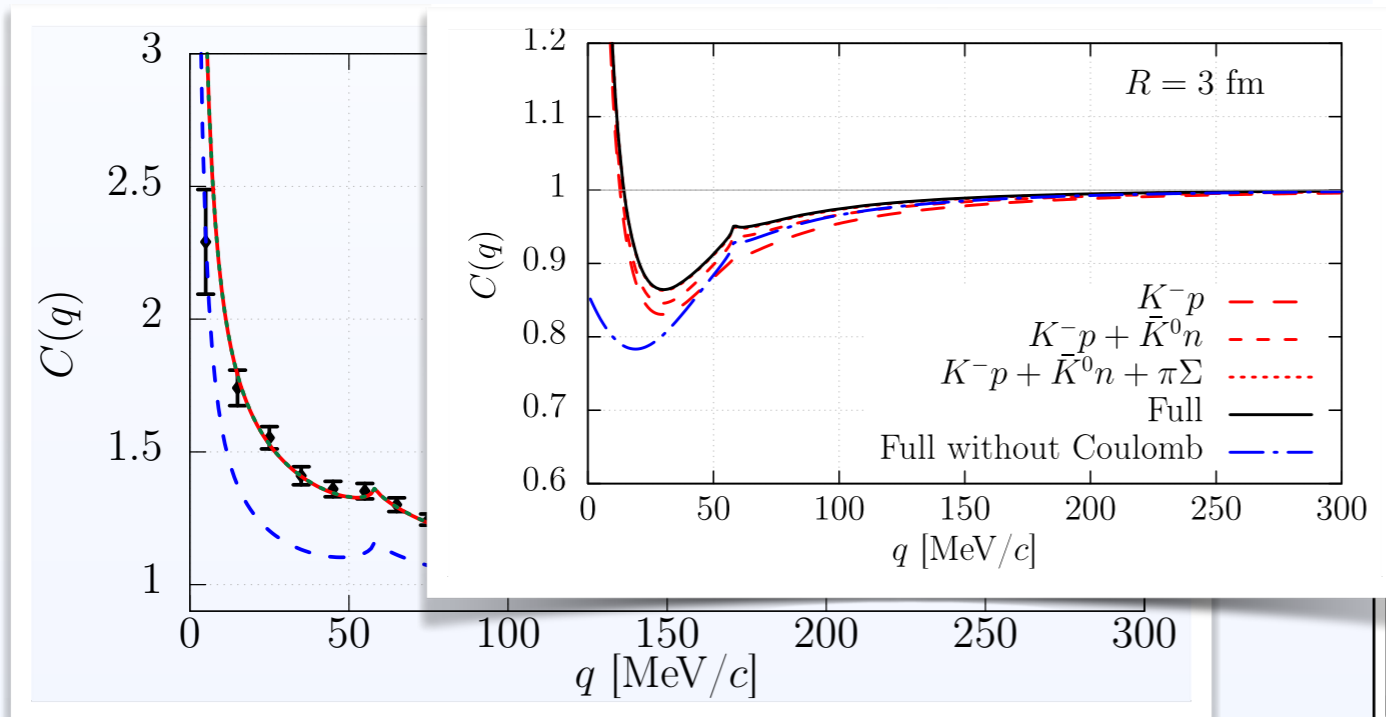 3
2.5
2
1.5
1
C(q)
0
50
100
150
200
250
300
q [MeV/c]
1.2
1.1
1
0.9
0.8
0.7
0.6
C(q)
R = 3 fm
K⁻p
K⁻p + K̄⁰n
K⁻p + K̄⁰n + πΣ
Full
Full without Coulomb
0
50
100
150
200
250
300
q [MeV/c]